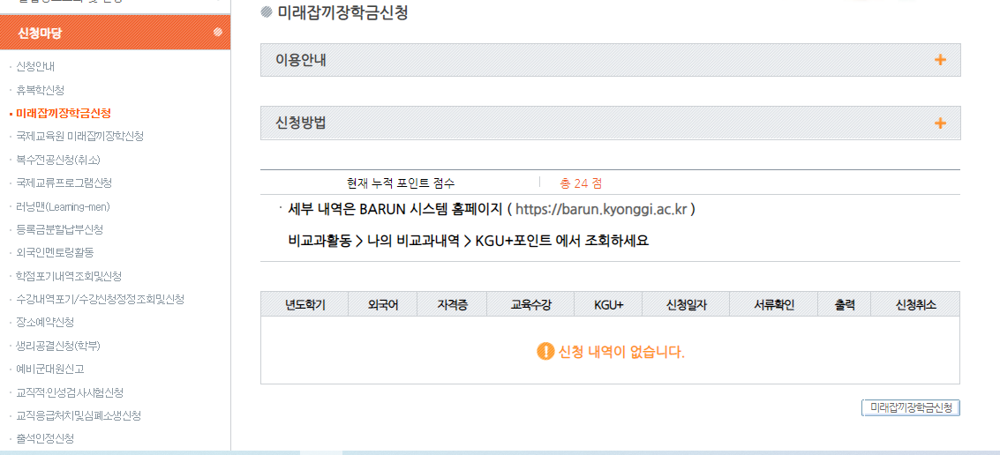 신청마당
신청안내
휴복학신청
미래잡끼장학금신청
국제교육원 미래잡끼장학신청
복수전공신청(취소)
국제교류프로그램신청
러닝맨(Learning-men)
등록금분할납부신청
외국인멘토링활동
학점포기내역조회및신청
수강내역포기/수강신청정정조회및신청
장소예약신청
생리공결신청(학부)
예비군대원신고
교직적·인성검사시험신청
교직응급처치및심폐소생신청
출석인정신청
미래잡끼장학금신청
이용안내
신청방법
현재 누적 포인트 점수 총 24 점
· 세부 내역은 BARUN 시스템 홈페이지 ( https://barun.kyonggi.ac.kr )
비교과활동 > 나의 비교과내역 > KGU+포인트 에서 조회하세요
년도학기 외국어 자격증 교육수강 KGU+ 신청일자 서류확인 출력 신청취소
신청 내역이 없습니다.
미래잡끼장학금신청